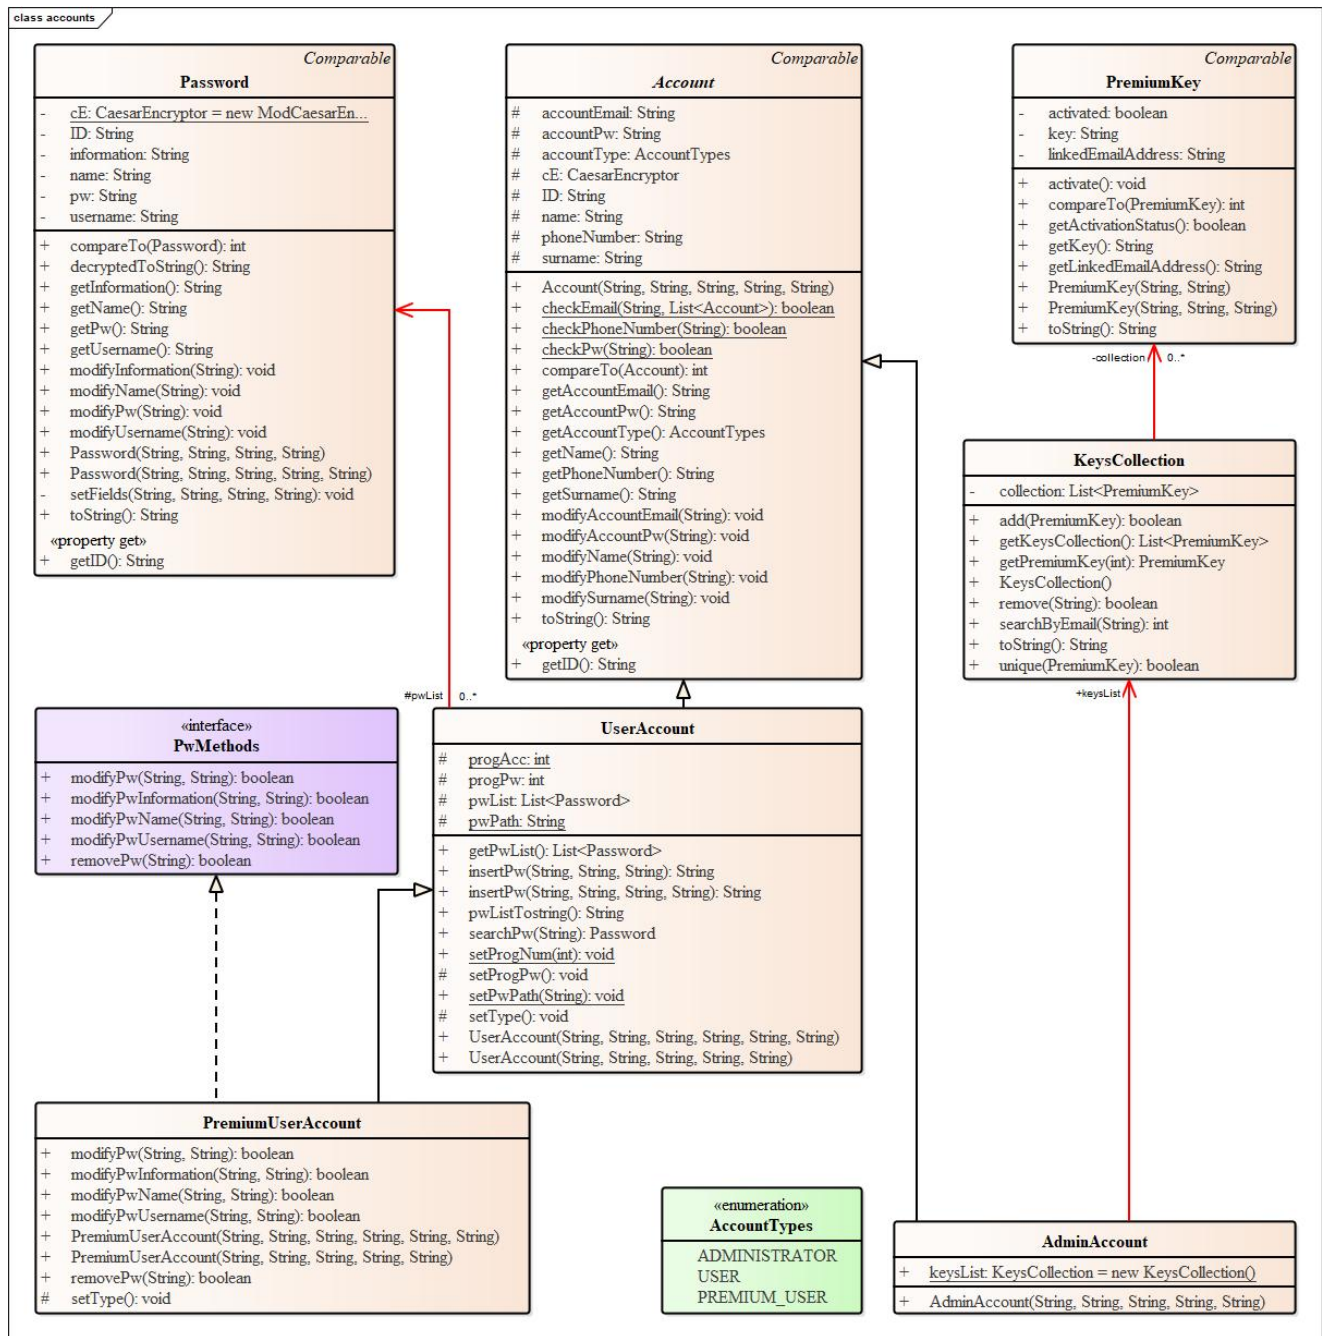 class accounts
Comparable
Password
- cE: CaesarEncryptor = new ModCaesarEn...
- ID: String
- information: String
- name: String
- pw: String
- username: String
+ compareTo(Password): int
+ decryptedToString(): String
+ getInformation(): String
+ getName(): String
+ getPw(): String
+ getUsername(): String
+ modifyInformation(String): void
+ modifyName(String): void
+ modifyPw(String): void
+ modifyUsername(String): void
+ Password(String, String, String, String)
+ Password(String, String, String, String, String)
- setFields(String, String, String, String): void
+ toString(): String
«property get»
+ getID(): String
Comparable
Account
# accountEmail: String
# accountPw: String
# accountType: AccountTypes
# cE: CaesarEncryptor
# ID: String
# name: String
# phoneNumber: String
# surname: String
+ Account(String, String, String, String, String)
+ checkEmail(String, List<Account>): boolean
+ checkPhoneNumber(String): boolean
+ checkPw(String): boolean
+ compareTo(Account): int
+ getAccountEmail(): String
+ getAccountPw(): String
+ getAccountType(): AccountTypes
+ getName(): String
+ getPhoneNumber(): String
+ getSurname(): String
+ modifyAccountEmail(String): void
+ modifyAccountPw(String): void
+ modifyName(String): void
+ modifyPhoneNumber(String): void
+ modifySurname(String): void
+ toString(): String
«property get»
+ getID(): String
Comparable
PremiumKey
- activated: boolean
- key: String
- linkedEmailAddress: String
+ activate(): void
+ compareTo(PremiumKey): int
+ getActivationStatus(): boolean
+ getKey(): String
+ getLinkedEmailAddress(): String
+ PremiumKey(String, String)
+ PremiumKey(String, String, String)
+ toString(): String
-collection 0..*
KeysCollection
- collection: List<PremiumKey>
+ add(PremiumKey): boolean
+ getKeysCollection(): List<PremiumKey>
+ getPremiumKey(int): PremiumKey
+ KeysCollection()
+ remove(String): boolean
+ searchByEmail(String): int
+ toString(): String
+ unique(PremiumKey): boolean
+keysList
#pwList 0..*
«interface»
PwMethods
+ modifyPw(String, String): boolean
+ modifyPwInformation(String, String): boolean
+ modifyPwName(String, String): boolean
+ modifyPwUsername(String, String): boolean
+ removePw(String): boolean
UserAccount
# progAcc: int
# progPw: int
# pwList: List<Password>
# pwPath: String
+ getPwList(): List<Password>
+ insertPw(String, String, String): String
+ insertPw(String, String, String, String): String
+ pwListTostring(): String
+ searchPw(String): Password
+ setProgNum(int): void
# setProgPw(): void
+ setPwPath(String): void
# setType(): void
+ UserAccount(String, String, String, String, String, String)
+ UserAccount(String, String, String, String, String)
PremiumUserAccount
+ modifyPw(String, String): boolean
+ modifyPwInformation(String, String): boolean
+ modifyPwName(String, String): boolean
+ modifyPwUsername(String, String): boolean
+ PremiumUserAccount(String, String, String, String, String, String)
+ PremiumUserAccount(String, String, String, String, String)
+ removePw(String): boolean
# setType(): void
«enumeration»
AccountTypes
ADMINISTRATOR
USER
PREMIUM_USER
AdminAccount
+ keysList: KeysCollection = new KeysCollection()
+ AdminAccount(String, String, String, String, String)